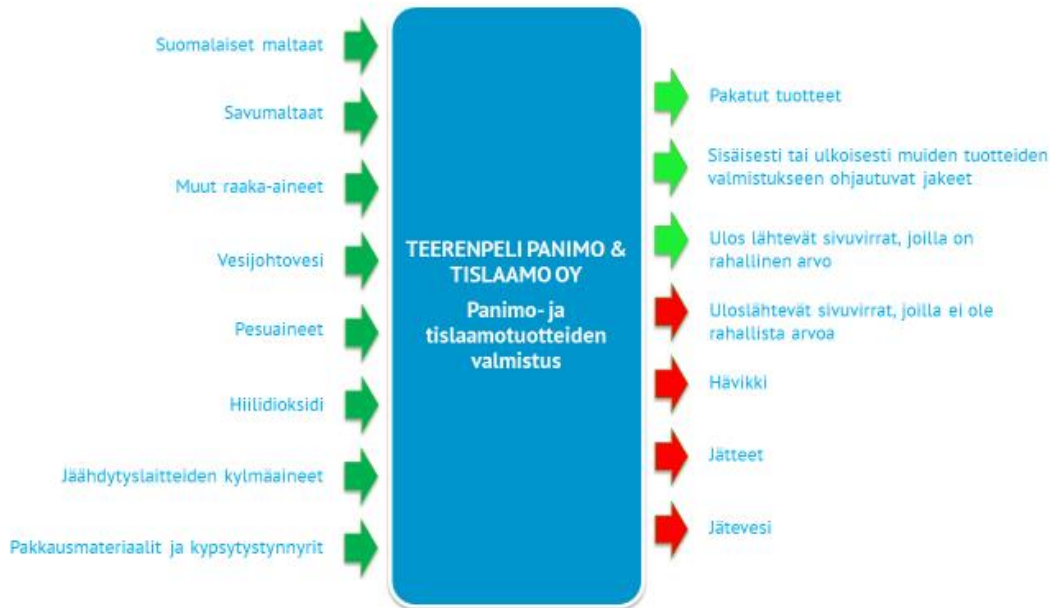 Suomalaiset maltaat
Savumaltaat
Muut raaka-aineet
Vesijohtovesi
Pesuaineet
Hiilidioksidi
Jäähdytyslaitteiden kylmäaineet
Pakkausmateriaalit ja kypsytystynnyrit
TEERENPELI PANIMO &
TISLAAMO OY
Panimo- ja
tislaamotuotteiden
valmistus
Pakatut tuotteet
Sisäisesti tai ulkoisesti muiden tuotteiden
valmistukseen ohjautuvat jakeet
Ulos lähtevät sivuvirrat, joilla on
rahallinen arvo
Uloslähtevät sivuvirrat, joilla ei ole
rahallista arvoa
Hävikki
Jätteet
Jätevesi